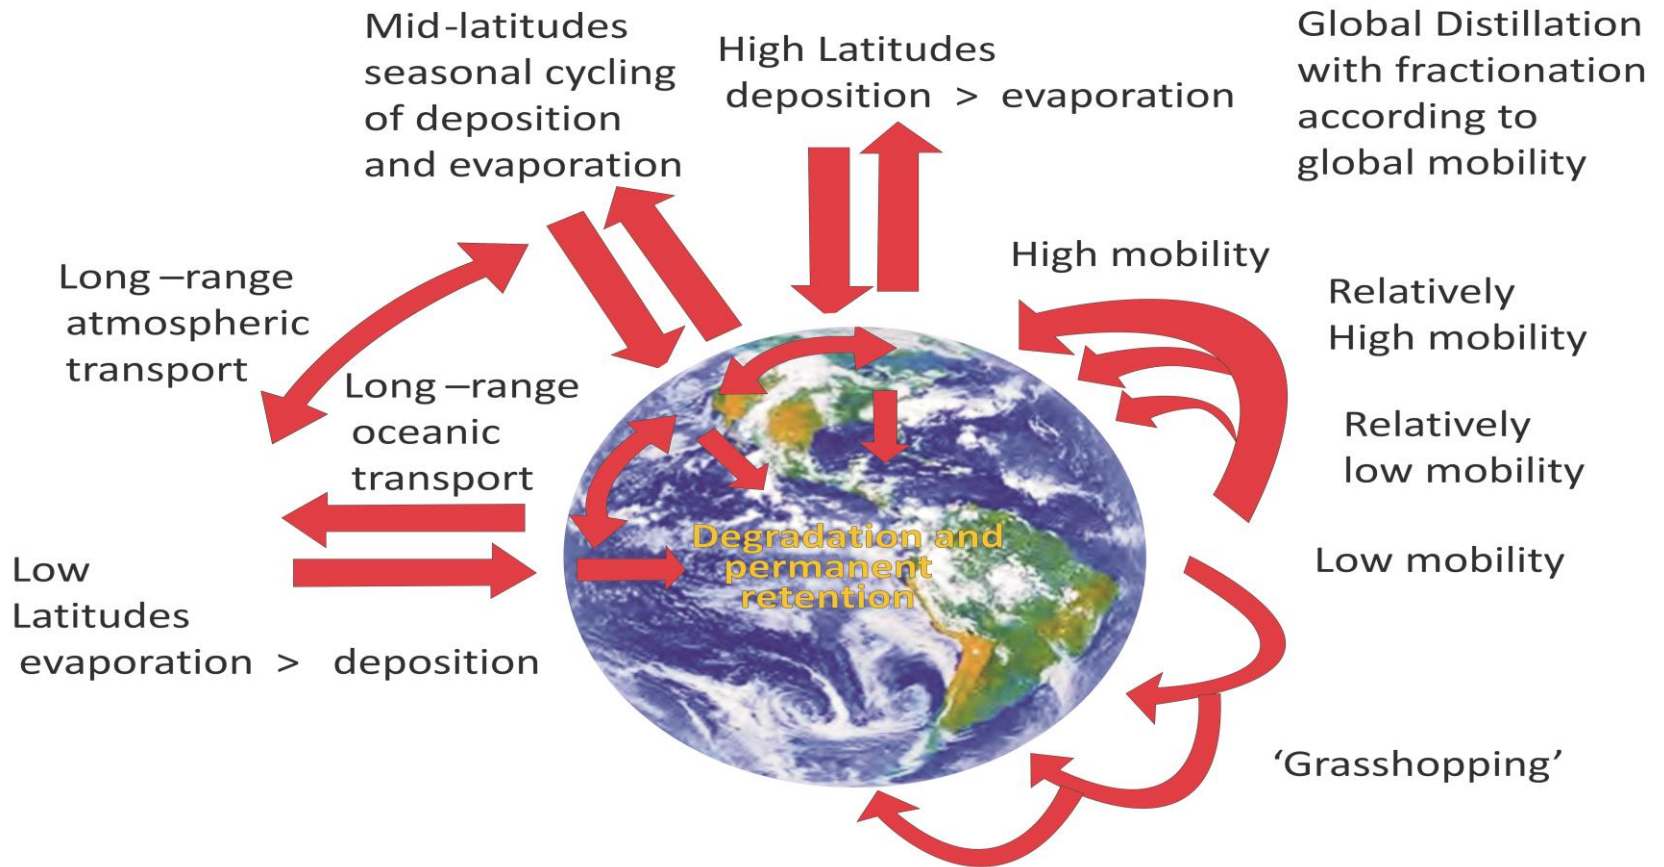 Mid-latitudes
seasonal cycling
of deposition
and evaporation
High Latitudes
deposition > evaporation
Global Distillation
with fractionation
according to
global mobility
Long –range
atmospheric
transport
Long –range
oceanic
transport
Low
Latitudes
evaporation > deposition
Degradation and
permanent
retention
High mobility
Relatively
High mobility
Relatively
low mobility
Low mobility
‘Grasshopping’